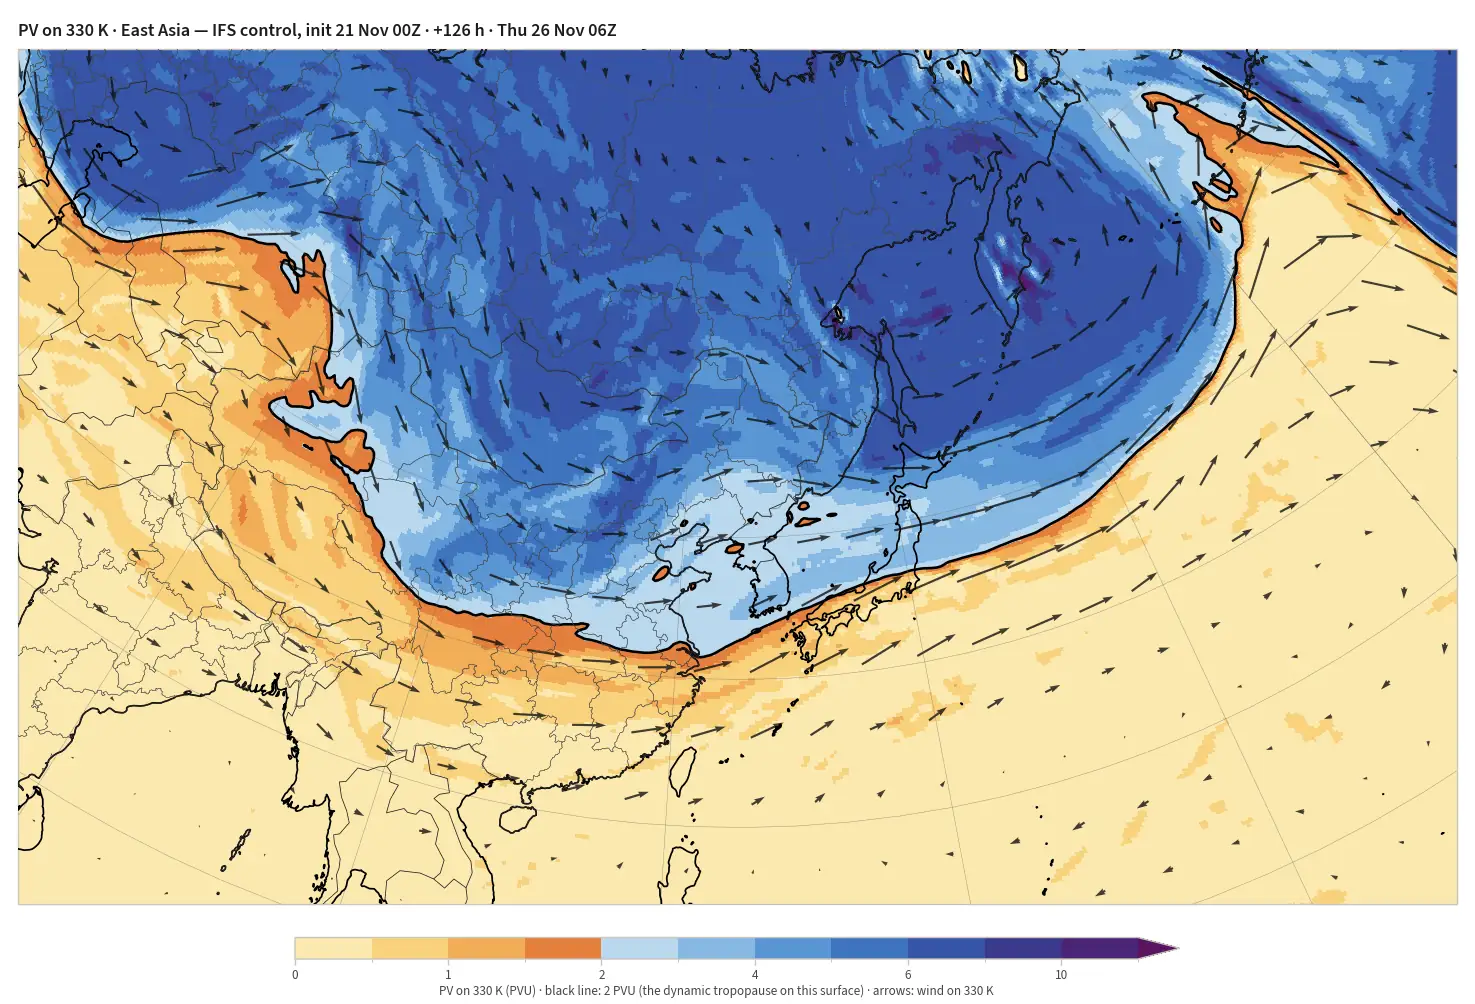 PV on 330 K · East Asia — IFS control, init 21 Nov 00Z · +126 h · Thu 26 Nov 06Z
0 1 2 4 6 10
PV on 330 K (PVU) · black line: 2 PVU (the dynamic tropopause on this surface) · arrows: wind on 330 K